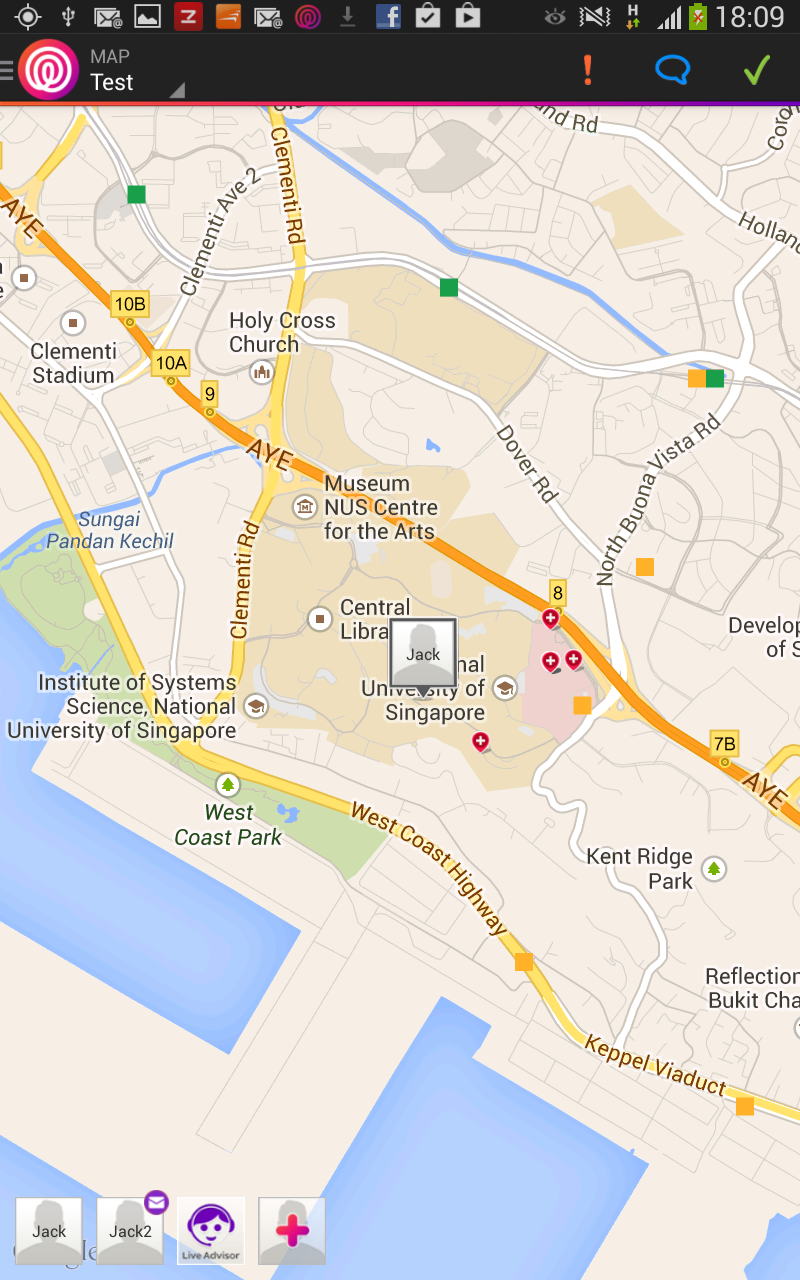 18:09
MAP
Test
and Rd
Clementi Rd
Clementi Ave 2
AYE
Holland
10B
Clementi
Stadium
10A
9
Holy Cross
Church
AYE
Dover Rd
North Buona Vista Rd
Museum
NUS Centre
for the Arts
Sungai
Pandan Kechil
Clementi Rd
8
Central
Libra
Jack
nal
University of
Singapore
Develop
of S
Institute of Systems
Science, National
University of Singapore
7B
AYE
West
Coast Park
West Coast Highway
Kent Ridge
Park
Reflection
Bukit Cha
Keppel Viaduct
Jack
Jack2
Live Advisor